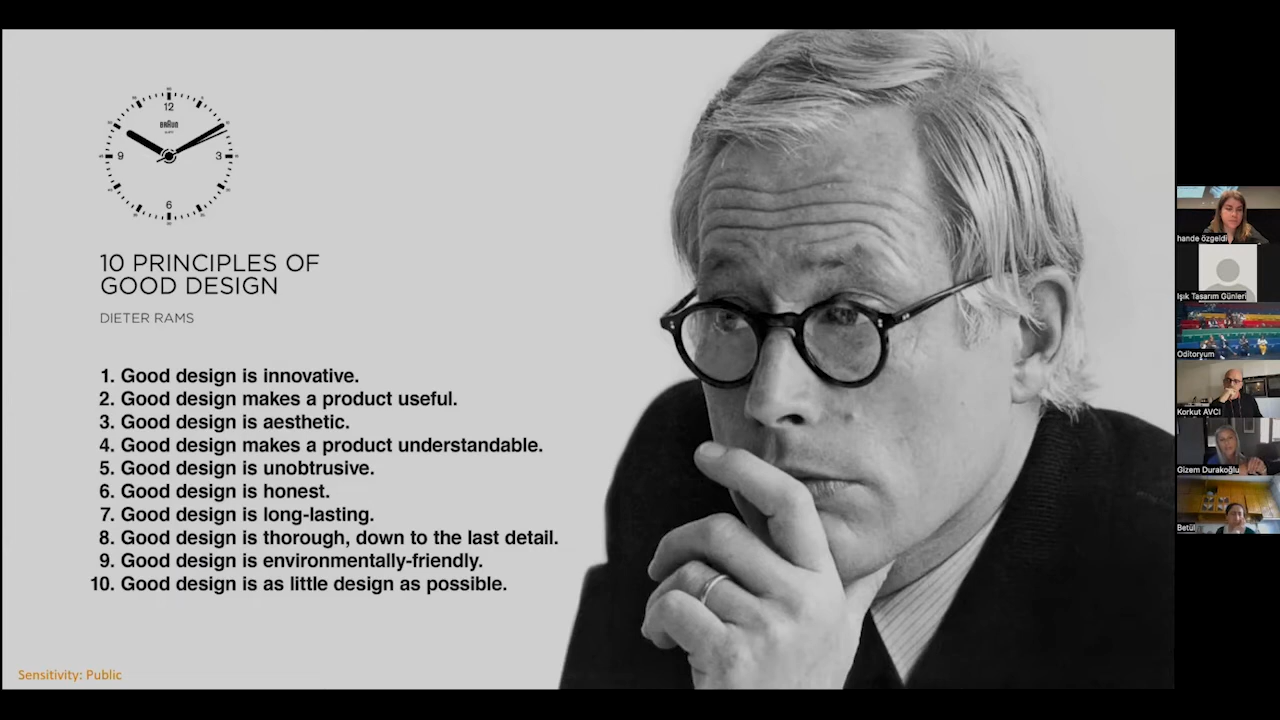 12
BRAUN
9
3
6
10 PRINCIPLES OF
GOOD DESIGN
DIETER RAMS
1. Good design is innovative.
2. Good design makes a product useful.
3. Good design is aesthetic.
4. Good design makes a product understandable.
5. Good design is unobtrusive.
6. Good design is honest.
7. Good design is long-lasting.
8. Good design is thorough, down to the last detail.
9. Good design is environmentally-friendly.
10. Good design is as little design as possible.
Sensitivity: Public
hande özgeldi
Işık Tasarım Günleri
Oditoryum
Korkut AVCI
Gizem Durakoğlu
Betül